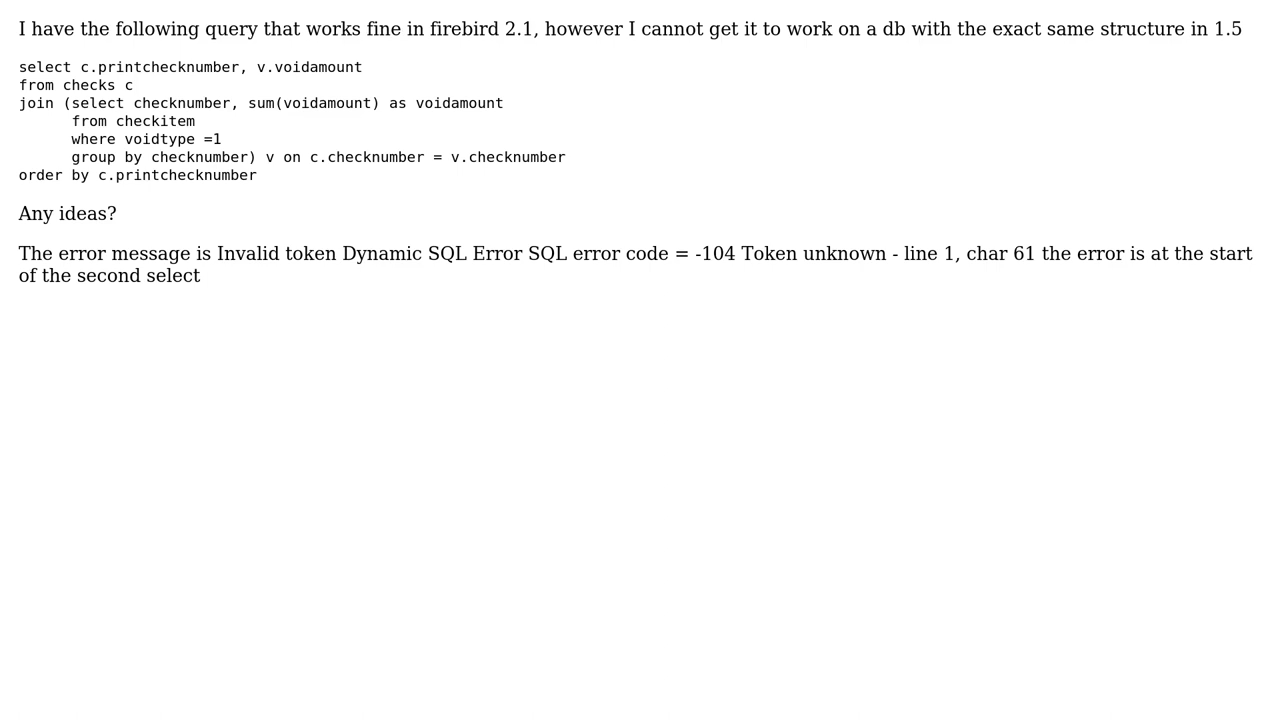 I have the following query that works fine in firebird 2.1, however I cannot get it to work on a db with the exact same structure in 1.5
select c.printchecknumber, v.voidamount
from checks c
join (select checknumber, sum(voidamount) as voidamount
      from checkitem
      where voidtype =1
      group by checknumber) v on c.checknumber = v.checknumber
order by c.printchecknumber
Any ideas?
The error message is Invalid token Dynamic SQL Error SQL error code = -104 Token unknown - line 1, char 61 the error is at the start
of the second select